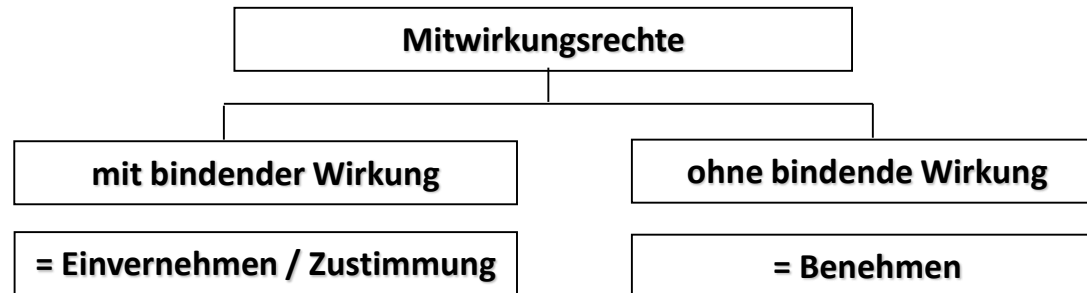 Mitwirkungsrechte
mit bindender Wirkung
ohne bindende Wirkung
= Einvernehmen / Zustimmung
= Benehmen